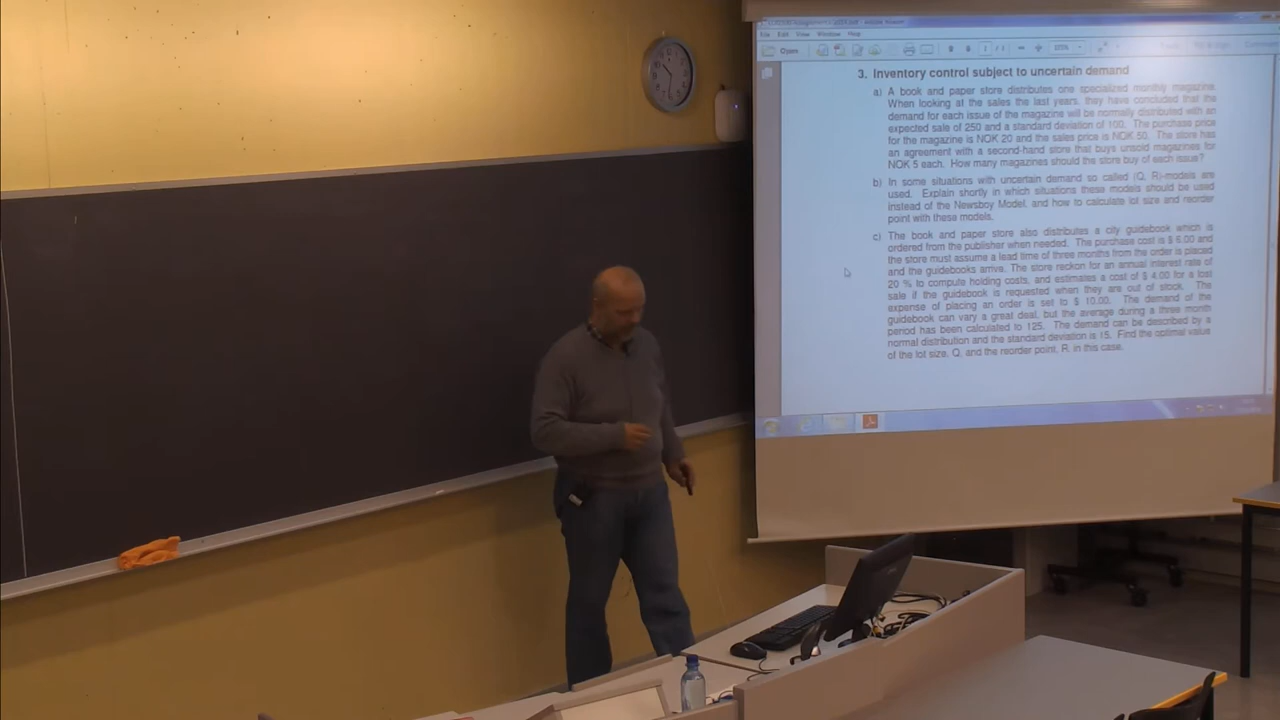 File Edit View Window Help
Open
3. Inventory control subject to uncertain demand
a) A book and paper store distributes one specialized monthly magazine.
When looking at the sales the last years, they have concluded that the
demand for each issue of the magazine will be normally distributed with an
expected sale of 250 and a standard deviation of 100. The purchase price
for the magazine is NOK 20 and the sales price is NOK 50. The store has
an agreement with a second-hand store that buys unsold magazines for
NOK 5 each. How many magazines should the store buy of each issue?
b) In some situations with uncertain demand so called (Q, R)-models are
used. Explain shortly in which situations these models should be used
instead of the Newsboy Model, and how to calculate lot size and reorder
point with these models.
c) The book and paper store also distributes a city guidebook which is
ordered from the publisher when needed. The purchase cost is $ 6.00 and
the store must assume a lead time of three months from the order is placed
and the guidebooks arrive. The store reckon for an annual interest rate of
20 % to compute holding costs, and estimates a cost of $ 4.00 for a lost
sale if the guidebook is requested when they are out of stock. The
expense of placing an order is set to $ 10.00. The demand of the
guidebook can vary a great deal, but the average during a three month
period has been calculated to 125. The demand can be described by a
normal distribution and the standard deviation is 15. Find the optimal value
of the lot size, Q, and the reorder point, R, in this case.